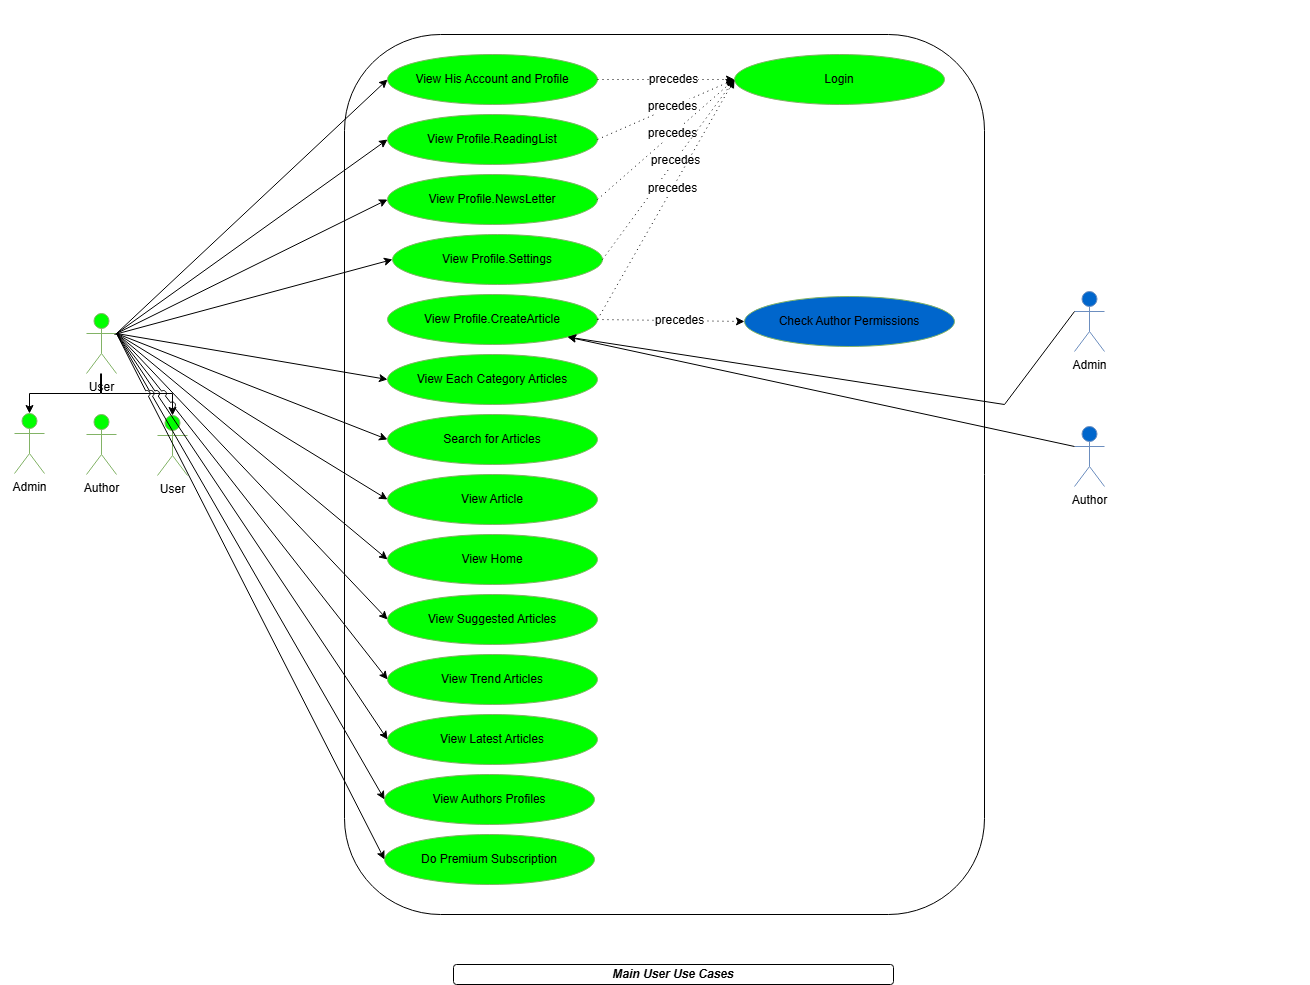 View His Account and Profile
precedes
Login
precedes
View Profile.ReadingList
precedes
precedes
View Profile.NewsLetter
precedes
View Profile.Settings
View Profile.CreateArticle
precedes
Check Author Permissions
Admin
View Each Category Articles
User
Search for Articles
Admin
Author
User
View Article
Author
View Home
View Suggested Articles
View Trend Articles
View Latest Articles
View Authors Profiles
Do Premium Subscription
Main User Use Cases